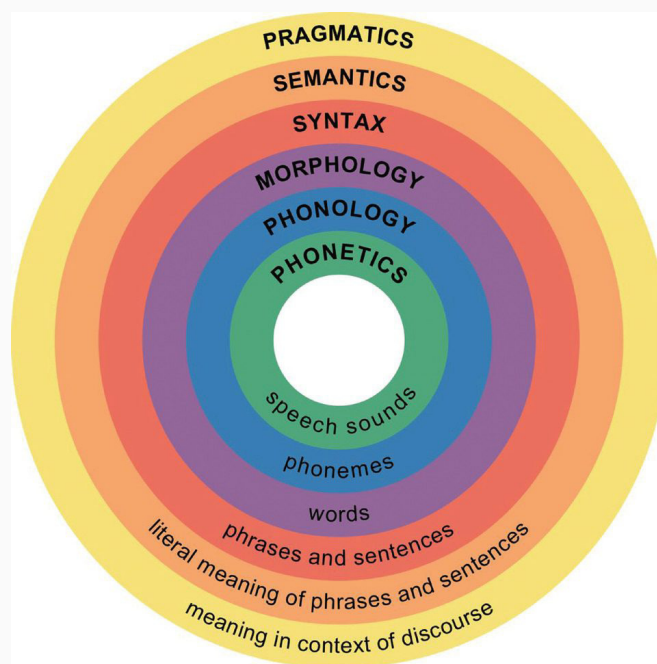 PRAGMATICS
SEMANTICS
SYNTAX
MORPHOLOGY
PHONOLOGY
PHONETICS
speech sounds
phonemes
words
phrases and sentences
literal meaning of phrases and sentences
meaning in context of discourse